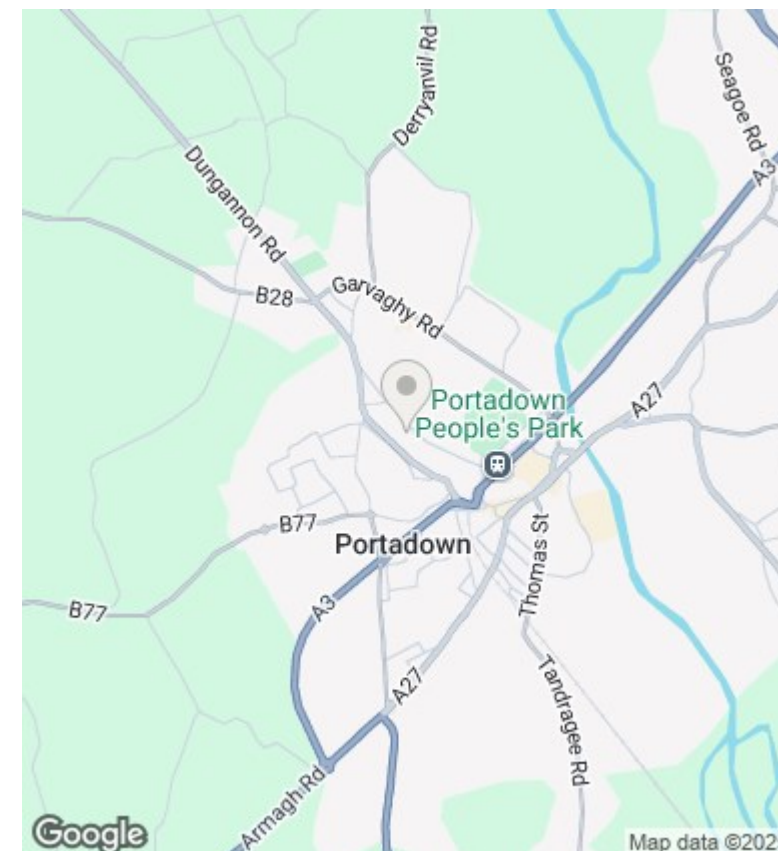 Derryanvil Rd
Seagoe Rd
A3
Dungannon Rd
B28
Garvaghy Rd
Portadown
People's Park
A27
B77
Portadown
Thomas St
B77
A3
A27
Tandragee Rd
Armagh Rd
Google
Map data ©202